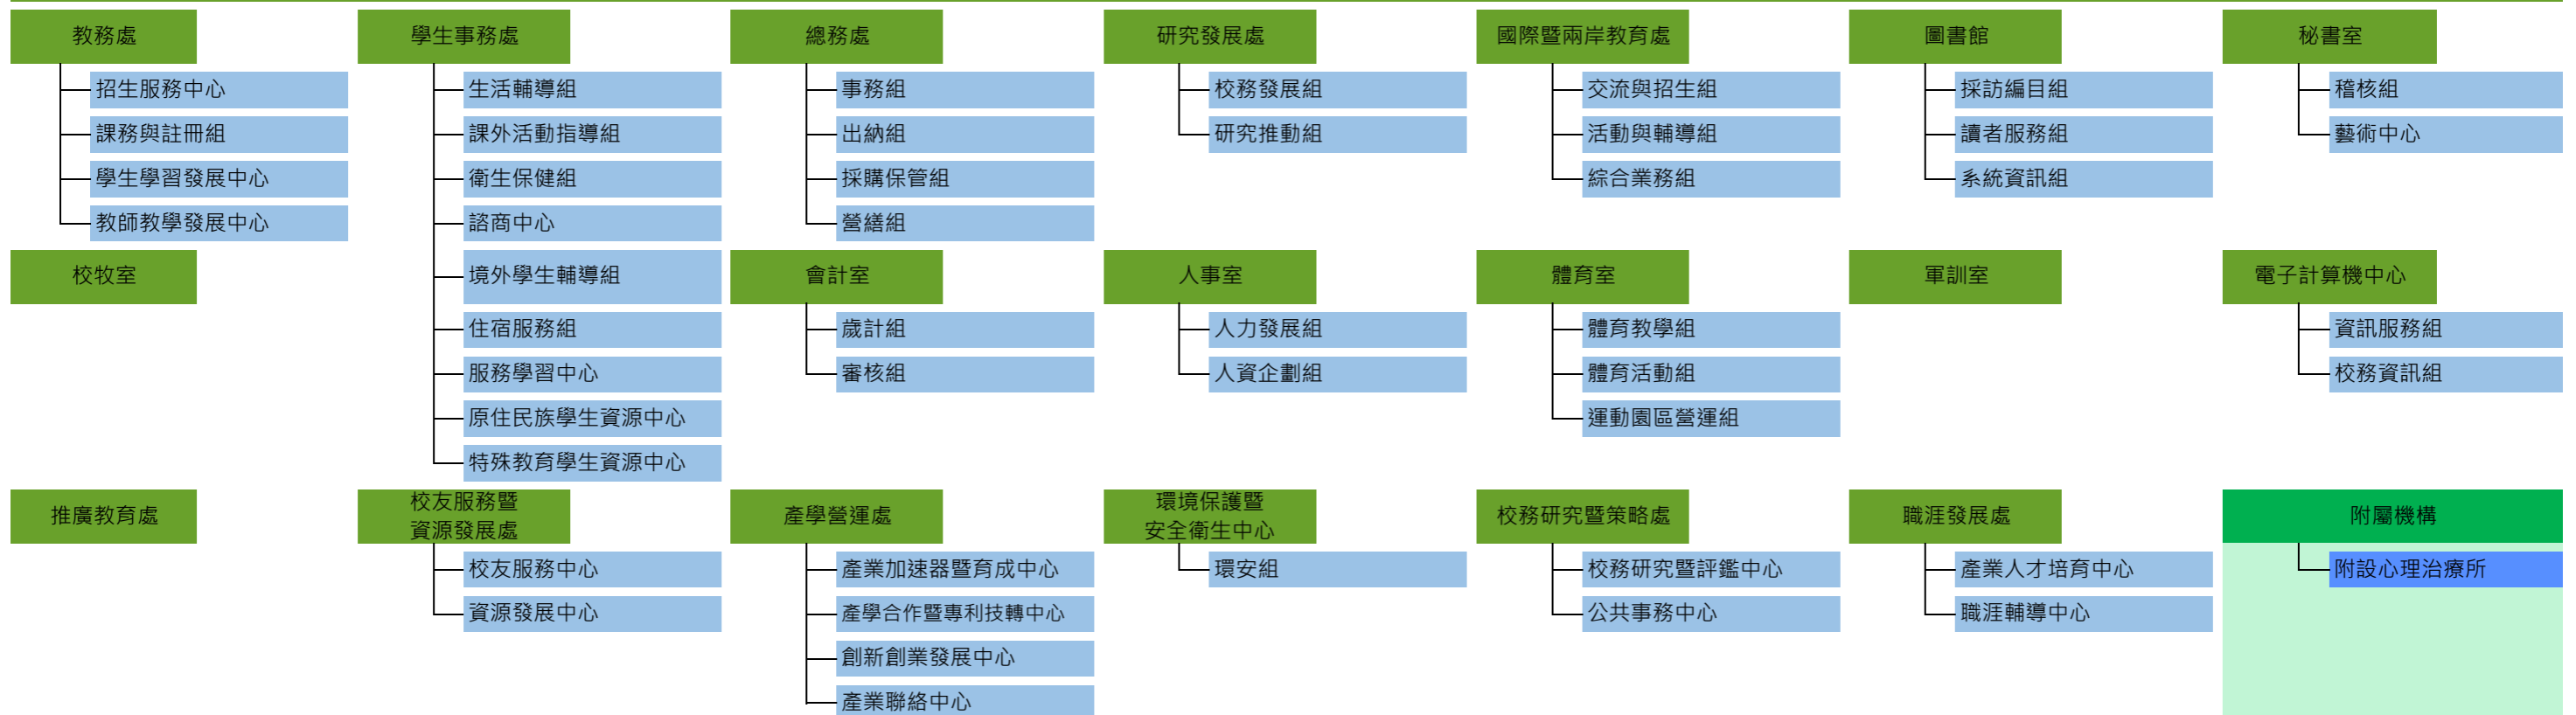 教務處
招生服務中心
課務與註冊組
學生學習發展中心
教師教學發展中心
學生事務處
生活輔導組
課外活動指導組
衛生保健組
諮商中心
境外學生輔導組
住宿服務組
服務學習中心
原住民族學生資源中心
特殊教育學生資源中心
總務處
事務組
出納組
採購保管組
營繕組
研究發展處
校務發展組
研究推動組
國際暨兩岸教育處
交流與招生組
活動與輔導組
綜合業務組
圖書館
採訪編目組
讀者服務組
系統資訊組
秘書室
稽核組
藝術中心
校牧室
會計室
歲計組
審核組
人事室
人力發展組
人資企劃組
體育室
體育教學組
體育活動組
運動園區營運組
軍訓室
電子計算機中心
資訊服務組
校務資訊組
推廣教育處
校友服務暨
資源發展處
校友服務中心
資源發展中心
產學營運處
產業加速器暨育成中心
產學合作暨專利技轉中心
創新創業發展中心
產業聯絡中心
環境保護暨
安全衛生中心
環安組
校務研究暨策略處
校務研究暨評鑑中心
公共事務中心
職涯發展處
產業人才培育中心
職涯輔導中心
附屬機構
附設心理治療所